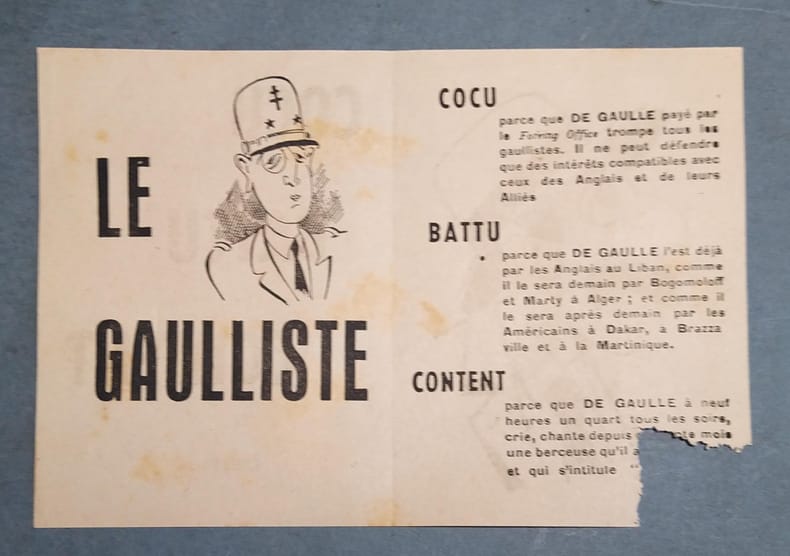 LE
GAULLISTE
COCU
parce que DE GAULLE payé par
le Foreing Office trompe tous les
gaullistes. Il ne peut défendre
que des intérêts compatibles avec
ceux des Anglais et de leurs
Alliés
BATTU
parce que DE GAULLE l'est déjà
par les Anglais au Liban, comme
il le sera demain par Bogomoloff
et Marty à Alger ; et comme il
le sera après demain par les
Américains à Dakar, a Brazza
ville et à la Martinique.
CONTENT
parce que DE GAULLE à neuf
heures un quart tous les soirs,
crie, chante depuis mois
une berceuse qu'il
et qui s'intitule "